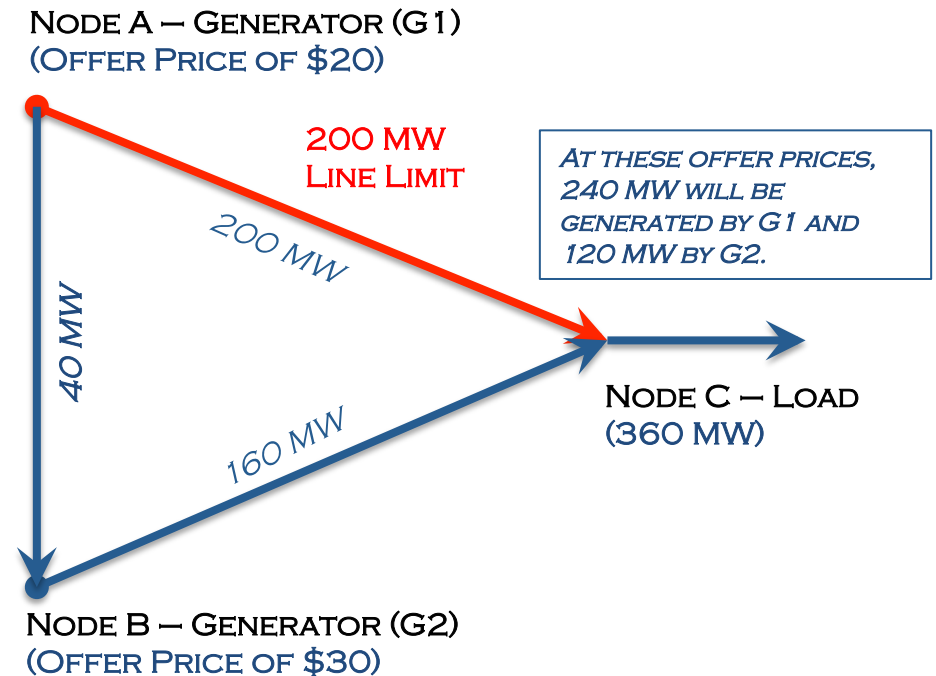 Node A – Generator (G1)
(Offer Price of $20)
200 MW
Line Limit
At these offer prices,
240 MW will be
generated by G1 and
120 MW by G2.
200 MW
40 MW
Node C – Load
(360 MW)
160 MW
Node B – Generator (G2)
(Offer Price of $30)